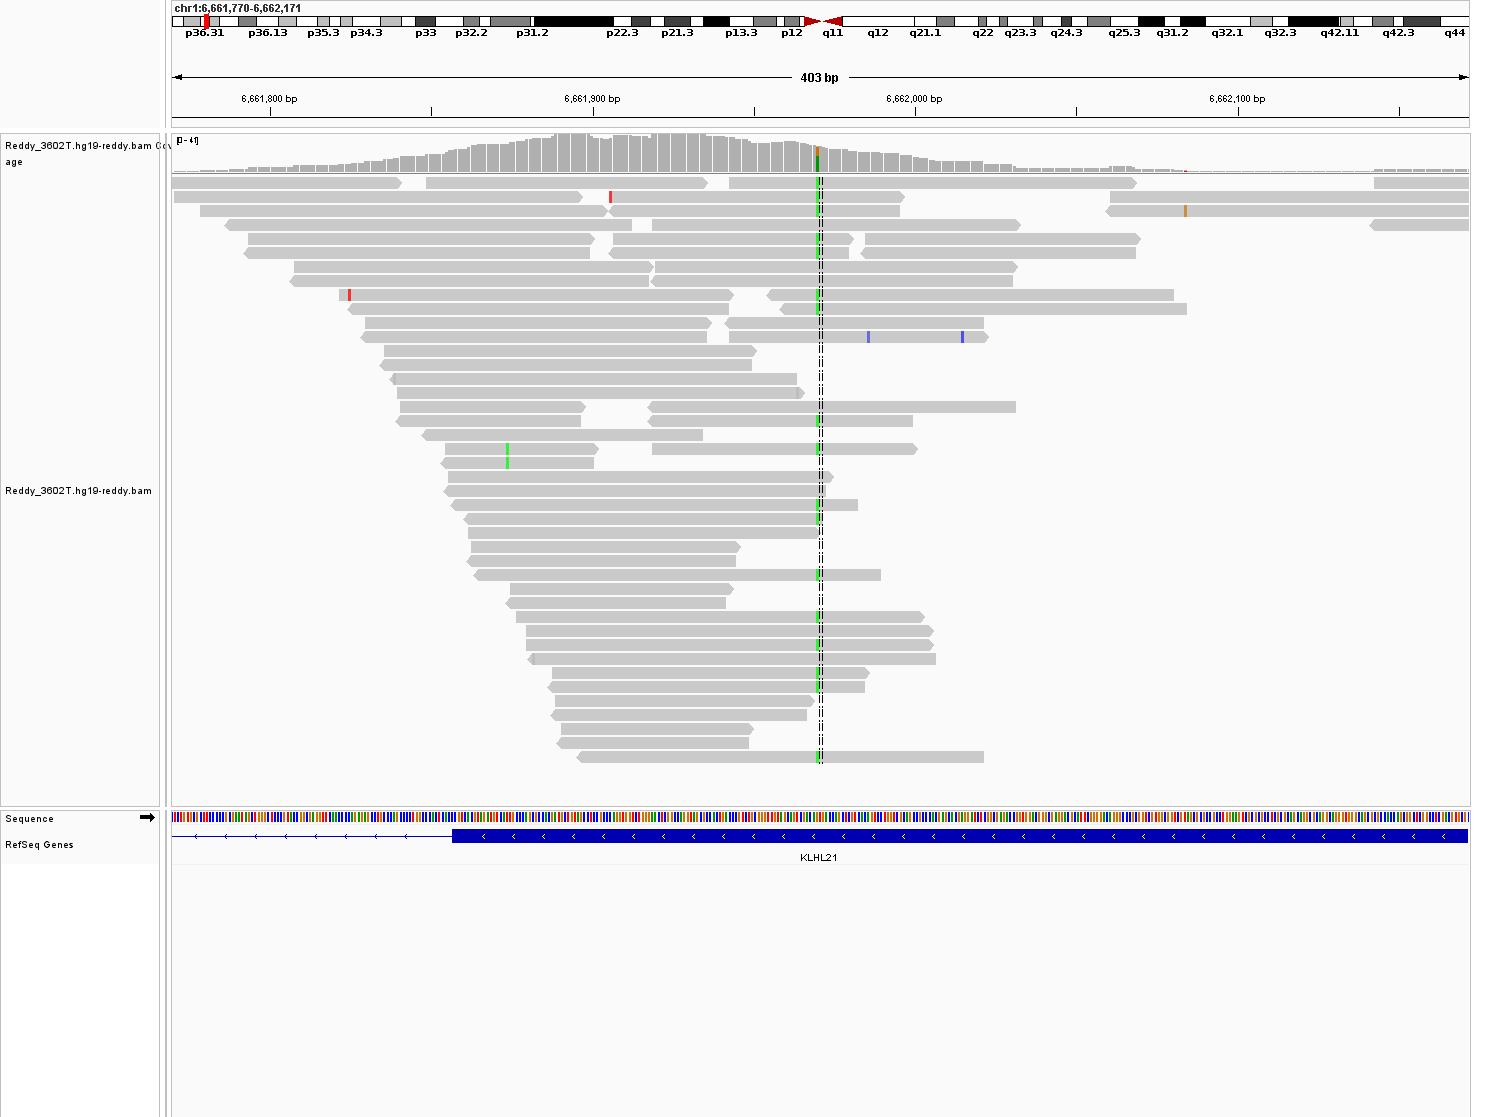 chr1:6,661,770-6,662,171
p36.31 p36.13 p35.3 p34.3 p33 p32.2 p31.2 p22.3 p21.3 p13.3 p12 q11 q12 q21.1 q22 q23.3 q24.3 q25.3 q31.2 q32.1 q32.3 q42.11 q42.3 q44
403 bp
6,661,800 bp 6,661,900 bp 6,662,000 bp 6,662,100 bp
Reddy_3602T.hg19-reddy.bam Cov
age
[0 - 41]
Reddy_3602T.hg19-reddy.bam
Sequence
RefSeq Genes
KLHL21